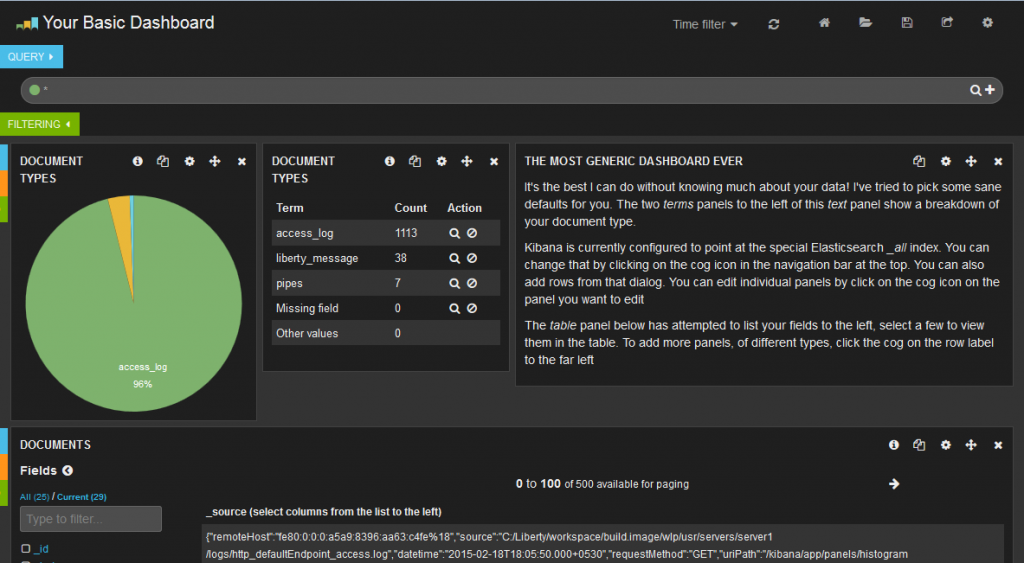 Your Basic Dashboard
Time filter
QUERY
*
FILTERING
DOCUMENT
TYPES
access_log
96%
DOCUMENT
TYPES
Term Count Action
access_log 1113
liberty_message 38
pipes 7
Missing field 0
Other values 0
THE MOST GENERIC DASHBOARD EVER
It's the best I can do without knowing much about your data! I've tried to pick some sane
defaults for you. The two terms panels to the left of this text panel show a breakdown of
your document type.
Kibana is currently configured to point at the special Elasticsearch _all index. You can
change that by clicking on the cog icon in the navigation bar at the top. You can also
add rows from that dialog. You can edit individual panels by click on the cog icon on the
panel you want to edit
The table panel below has attempted to list your fields to the left, select a few to view
them in the table. To add more panels, of different types, click the cog on the row label
to the far left
DOCUMENTS
Fields
All (25) / Current (29)
Type to filter...
_id
0 to 100 of 500 available for paging
_source (select columns from the list to the left)
{"remoteHost":"fe80:0:0:0:a5a9:8396:aa63:c4fe%18","source":"C:/Liberty/workspace/build.image/wlp/usr/servers/server1
/logs/http_defaultEndpoint_access.log","datetime":"2015-02-18T18:05:50.000+0530","requestMethod":"GET","uriPath":"/kibana/app/panels/histogram